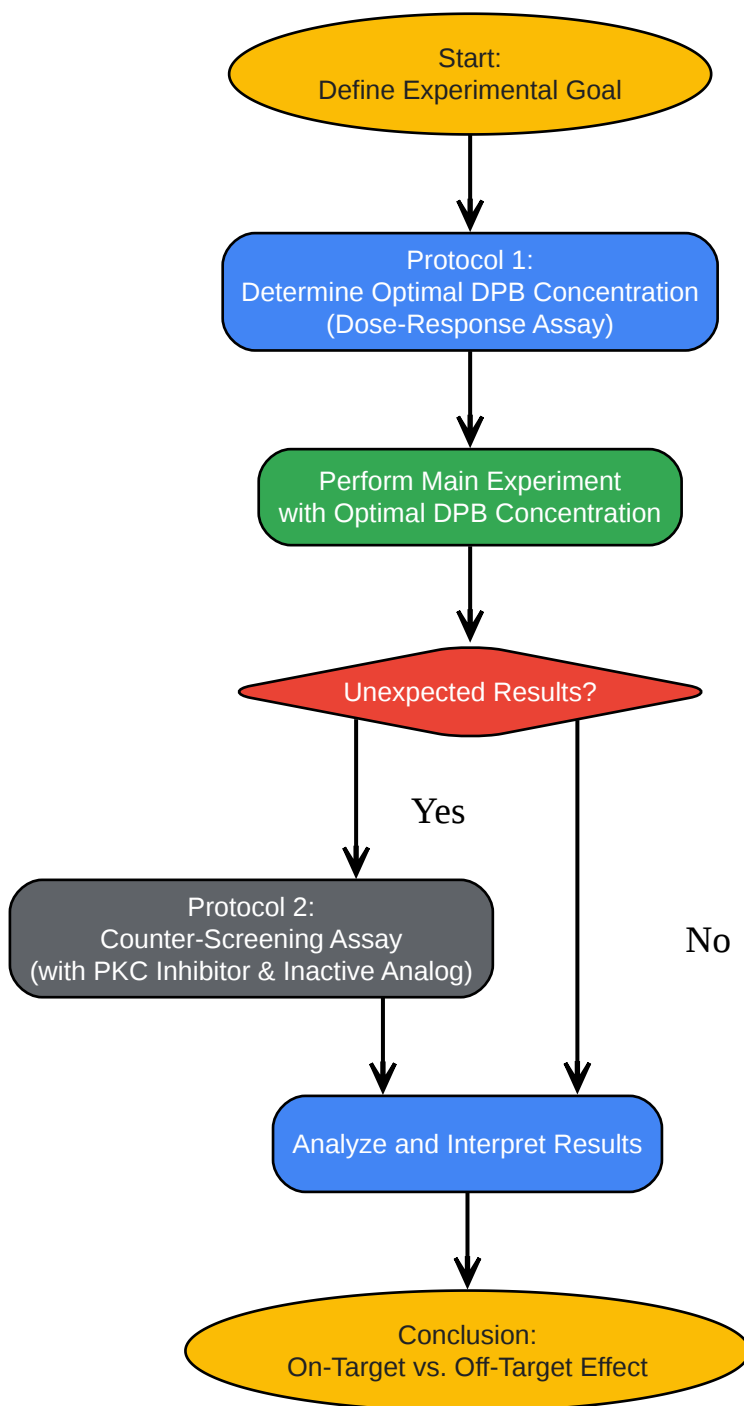 Start:
Define Experimental Goal
Protocol 1:
Determine Optimal DPB Concentration
(Dose-Response Assay)
Perform Main Experiment
with Optimal DPB Concentration
Unexpected Results?
Yes
Protocol 2:
Counter-Screening Assay
(with PKC Inhibitor & Inactive Analog)
No
Analyze and Interpret Results
Conclusion:
On-Target vs. Off-Target Effect